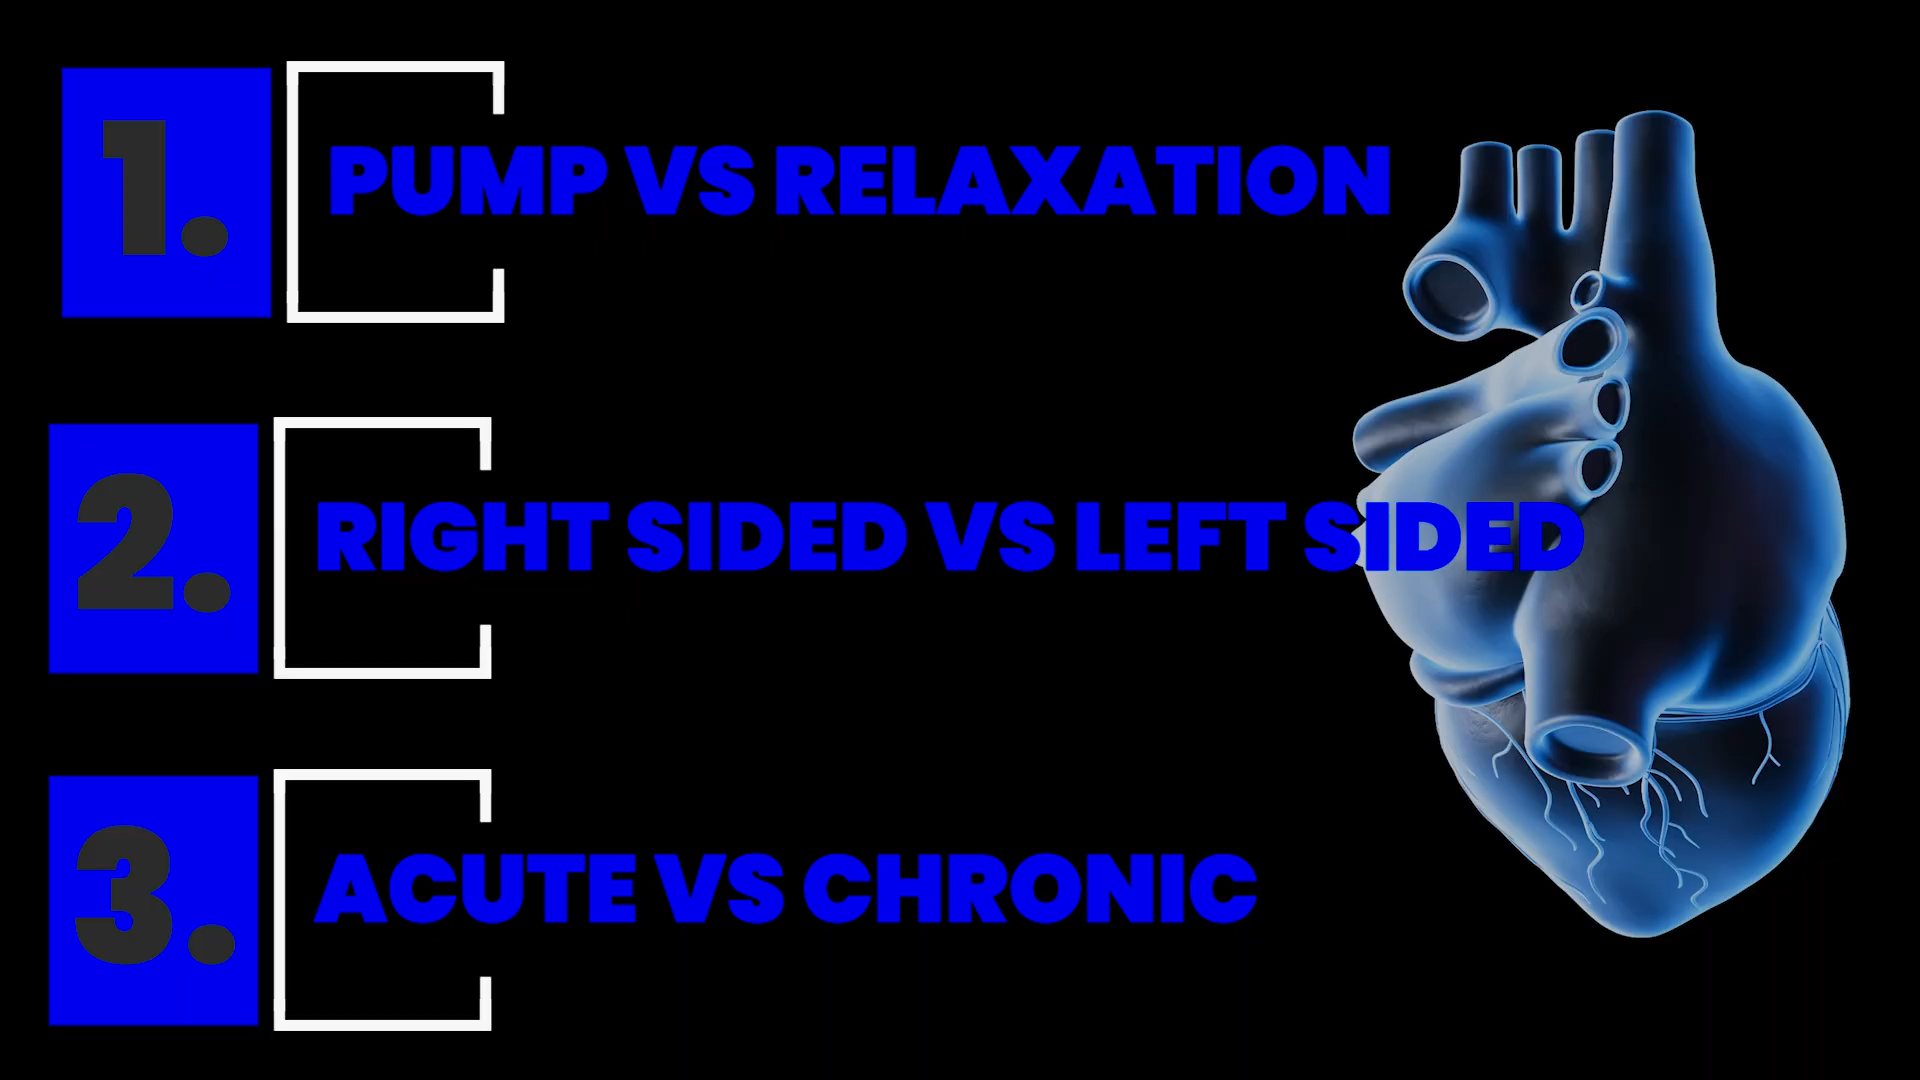 1. PUMP VS RELAXATION
2. RIGHT SIDED VS LEFT SIDED
3. ACUTE VS CHRONIC